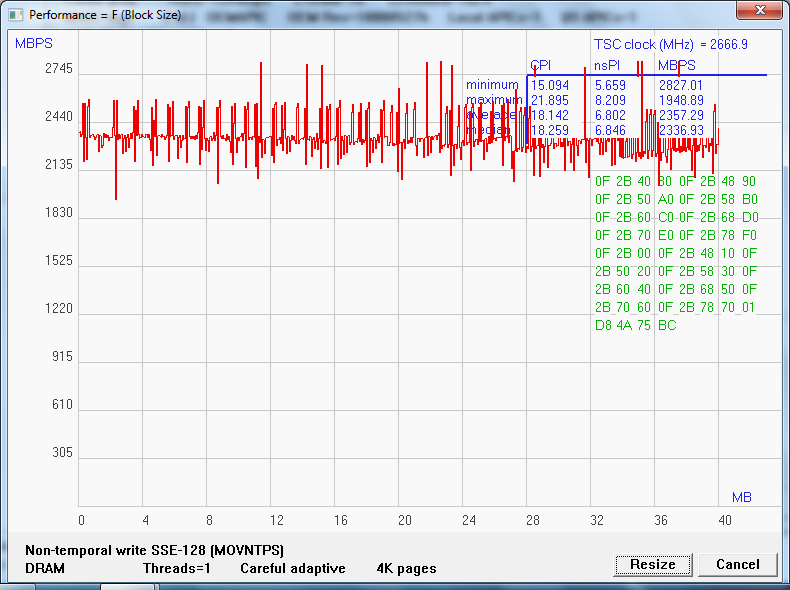 Performance = F (Block Size)
MBPS
TSC clock (MHz) = 2666.9
CPI nsPI MBPS
minimum 15.094 5.659 2827.01
maximum 21.895 8.209 1948.89
average 18.142 6.802 2357.29
median 18.259 6.846 2336.93
2745
2440
2135
1830
1525
1220
915
610
305
0F 2B 40 80 0F 2B 48 90
0F 2B 50 A0 0F 2B 58 B0
0F 2B 60 C0 0F 2B 68 D0
0F 2B 70 E0 0F 2B 78 F0
0F 2B 00 0F 2B 48 10 0F
2B 50 20 0F 2B 58 30 0F
2B 60 40 0F 2B 68 50 0F
2B 70 60 0F 2B 78 70 01
D8 4A 75 BC
MB
0 4 8 12 16 20 24 28 32 36 40
Non-temporal write SSE-128 (MOVNTPS)
DRAM Threads=1 Careful adaptive 4K pages
Resize Cancel